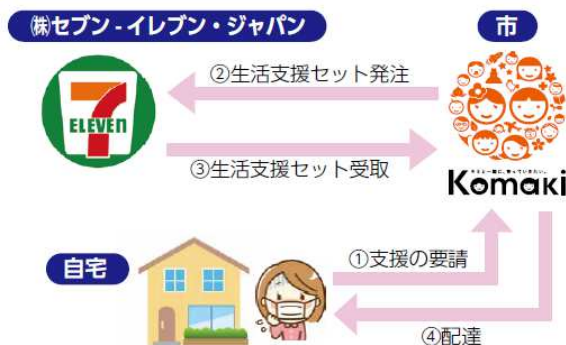 ㈱セブン-イレブン・ジャパン
市
②生活支援セット発注
7
ELEVEN
③生活支援セット受取
Komaki
自宅
①支援の要請
④配達